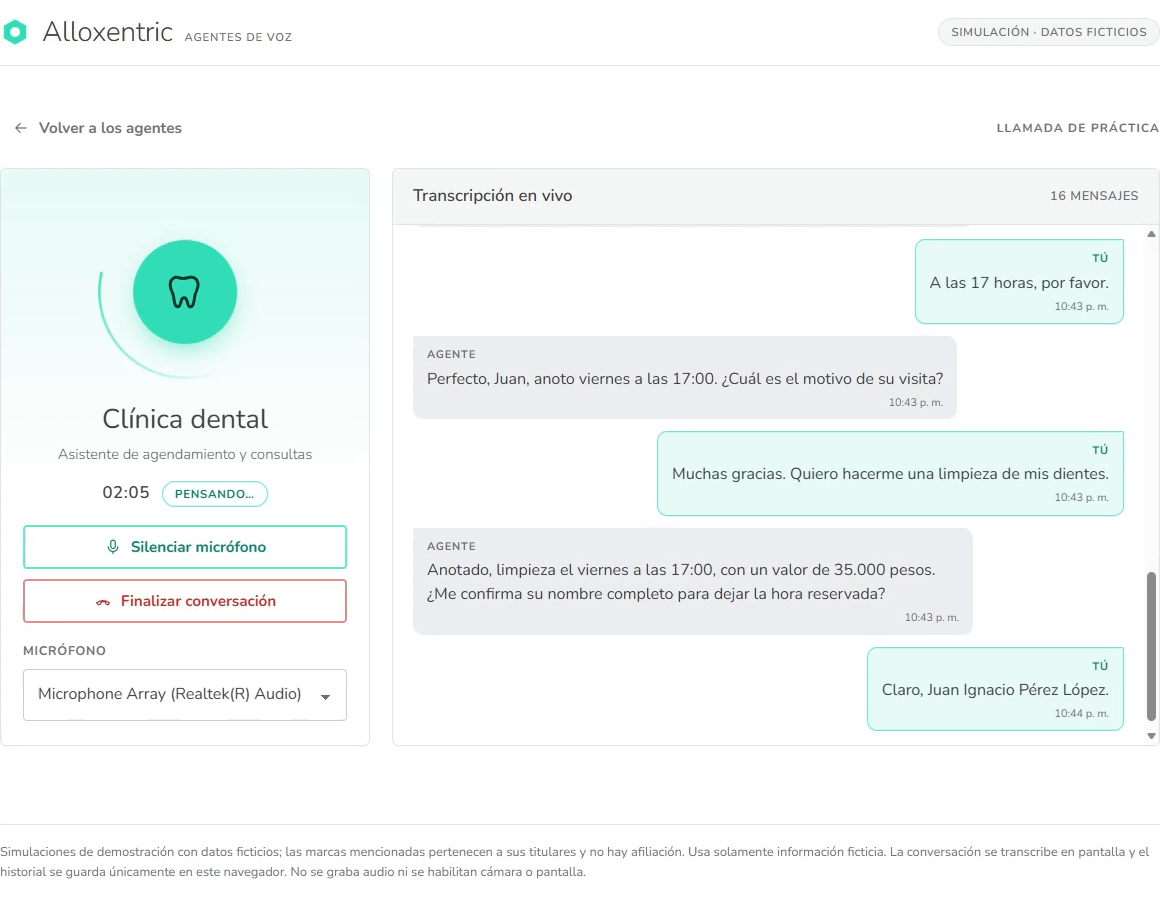 Alloxentric AGENTES DE VOZ
SIMULACIÓN · DATOS FICTICIOS
Volver a los agentes
LLAMADA DE PRÁCTICA
Clínica dental
Asistente de agendamiento y consultas
02:05 PENSANDO...
Silenciar micrófono
Finalizar conversación
MICRÓFONO
Microphone Array (Realtek(R) Audio)
Transcripción en vivo
16 MENSAJES
TÚ
A las 17 horas, por favor.
10:43 p. m.
AGENTE
Perfecto, Juan, anoto viernes a las 17:00. ¿Cuál es el motivo de su visita?
10:43 p. m.
TÚ
Muchas gracias. Quiero hacerme una limpieza de mis dientes.
10:43 p. m.
AGENTE
Anotado, limpieza el viernes a las 17:00, con un valor de 35.000 pesos.
¿Me confirma su nombre completo para dejar la hora reservada?
10:43 p. m.
TÚ
Claro, Juan Ignacio Pérez López.
10:44 p. m.
Simulaciones de demostración con datos ficticios; las marcas mencionadas pertenecen a sus titulares y no hay afiliación. Usa solamente información ficticia. La conversación se transcribe en pantalla y el
historial se guarda únicamente en este navegador. No se graba audio ni se habilitan cámara o pantalla.